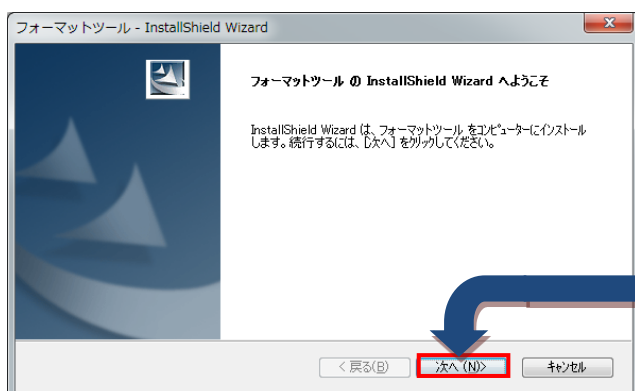 フォーマットツール - InstallShield Wizard
フォーマットツール の InstallShield Wizard へようこそ
InstallShield Wizard は、フォーマットツール をコンピューターにインストール
します。続行するには、[次へ] をクリックしてください。
< 戻る(B) 次へ (N)> キャンセル